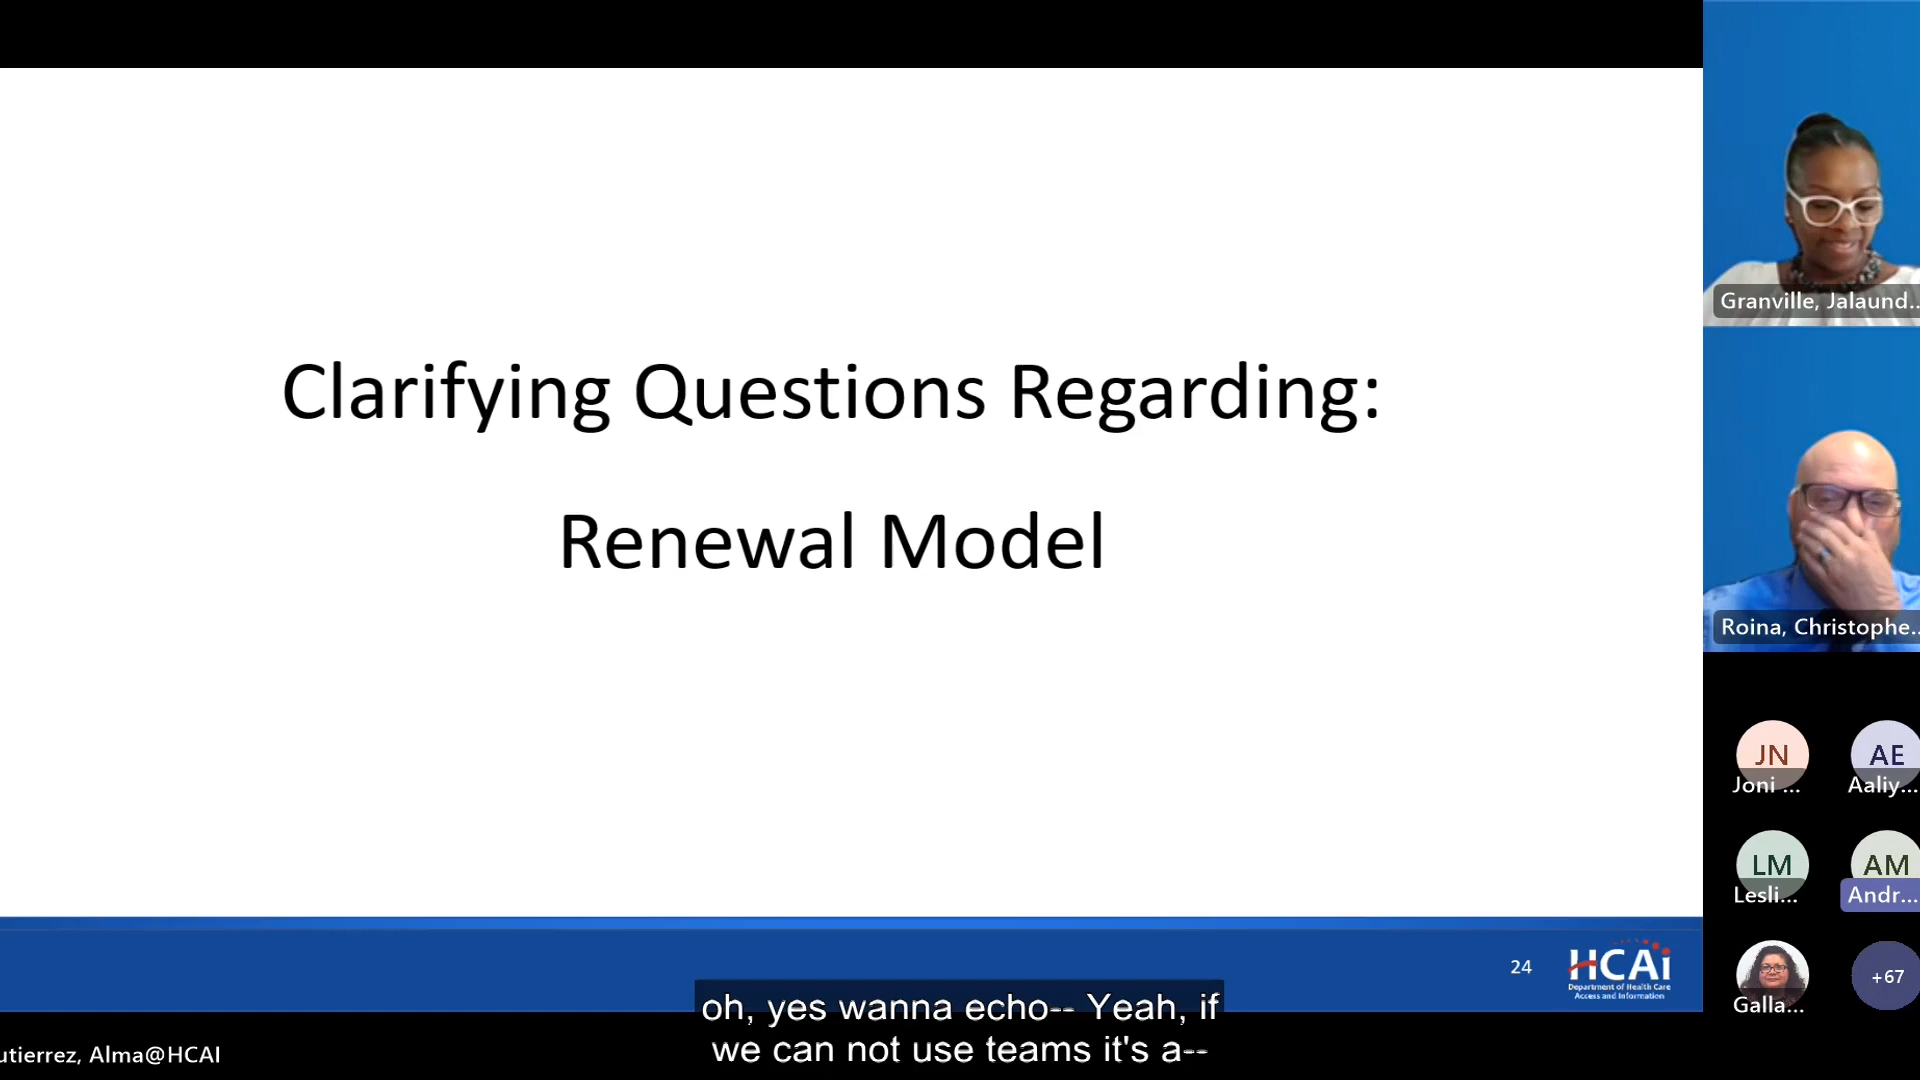 Clarifying Questions Regarding:
Renewal Model
Granville, Jalaund...
Roina, Christophe...
JN
Joni ...
AE
Aaliy...
LM
Lesli...
AM
Andr...
Galla...
+67
24
HCAi
Department of Health Care
Access and Information
oh, yes wanna echo-- Yeah, if
we can not use teams it's a--
utierrez, Alma@HCAI